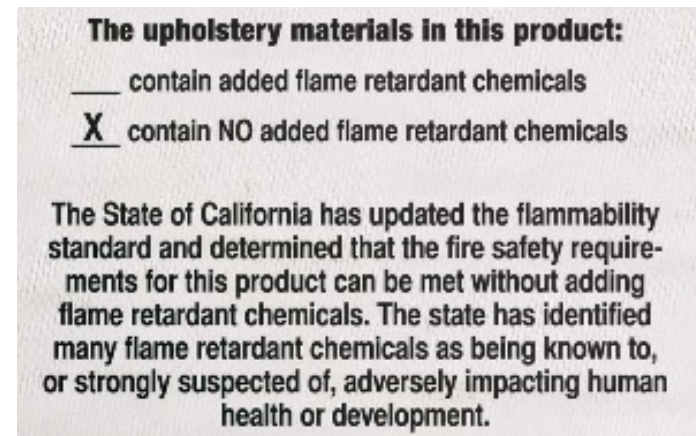 The upholstery materials in this product:
___ contain added flame retardant chemicals
X contain NO added flame retardant chemicals
The State of California has updated the flammability
standard and determined that the fire safety require-
ments for this product can be met without adding
flame retardant chemicals. The state has identified
many flame retardant chemicals as being known to,
or strongly suspected of, adversely impacting human
health or development.